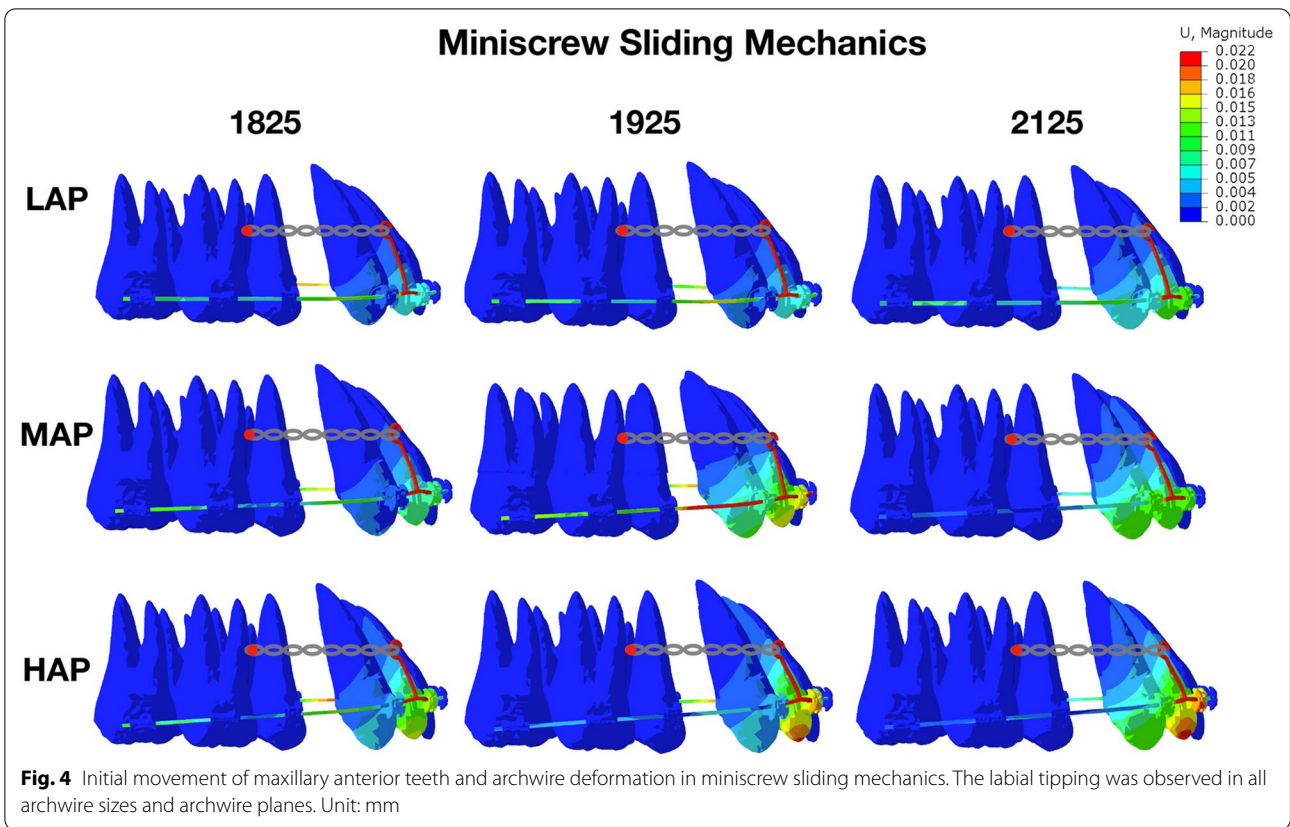 Miniscrew Sliding Mechanics
U, Magnitude
0.022
0.020
0.018
0.016
0.015
0.013
0.011
0.009
0.007
0.005
0.004
0.002
0.000
1825 1925 2125
LAP
MAP
HAP
Fig. 4 Initial movement of maxillary anterior teeth and archwire deformation in miniscrew sliding mechanics. The labial tipping was observed in all
archwire sizes and archwire planes. Unit: mm